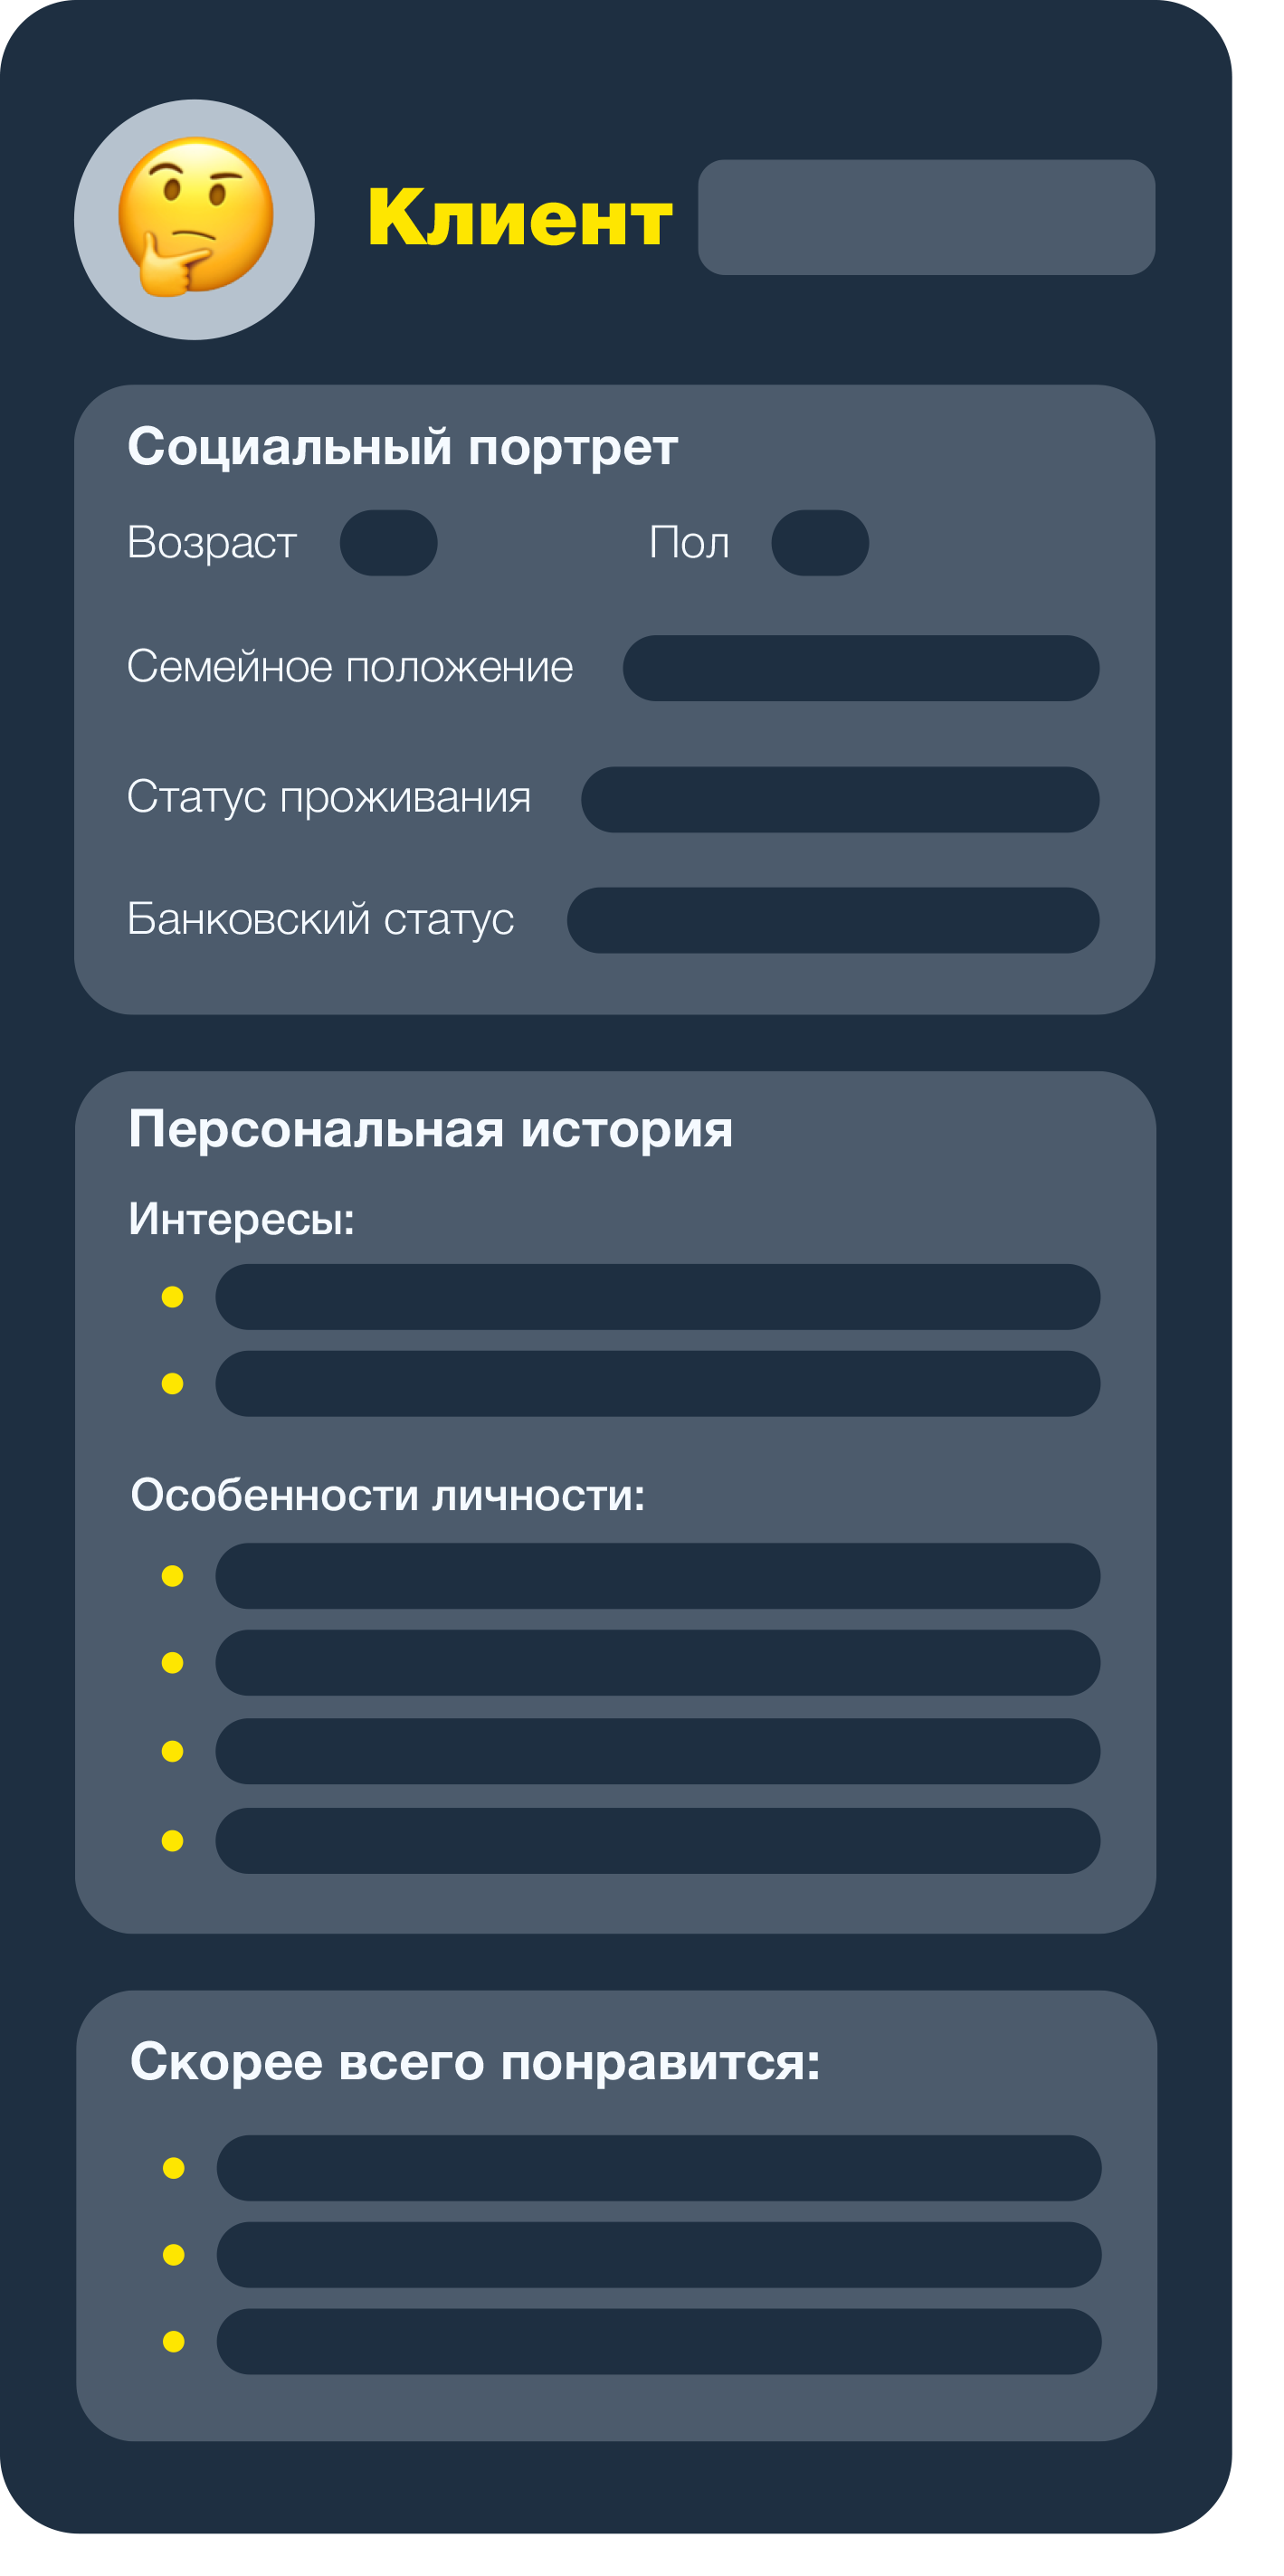 Клиент
Социальный портрет
Возраст Пол
Семейное положение
Статус проживания
Банковский статус
Персональная история
Интересы:
Особенности личности:
Скорее всего понравится: